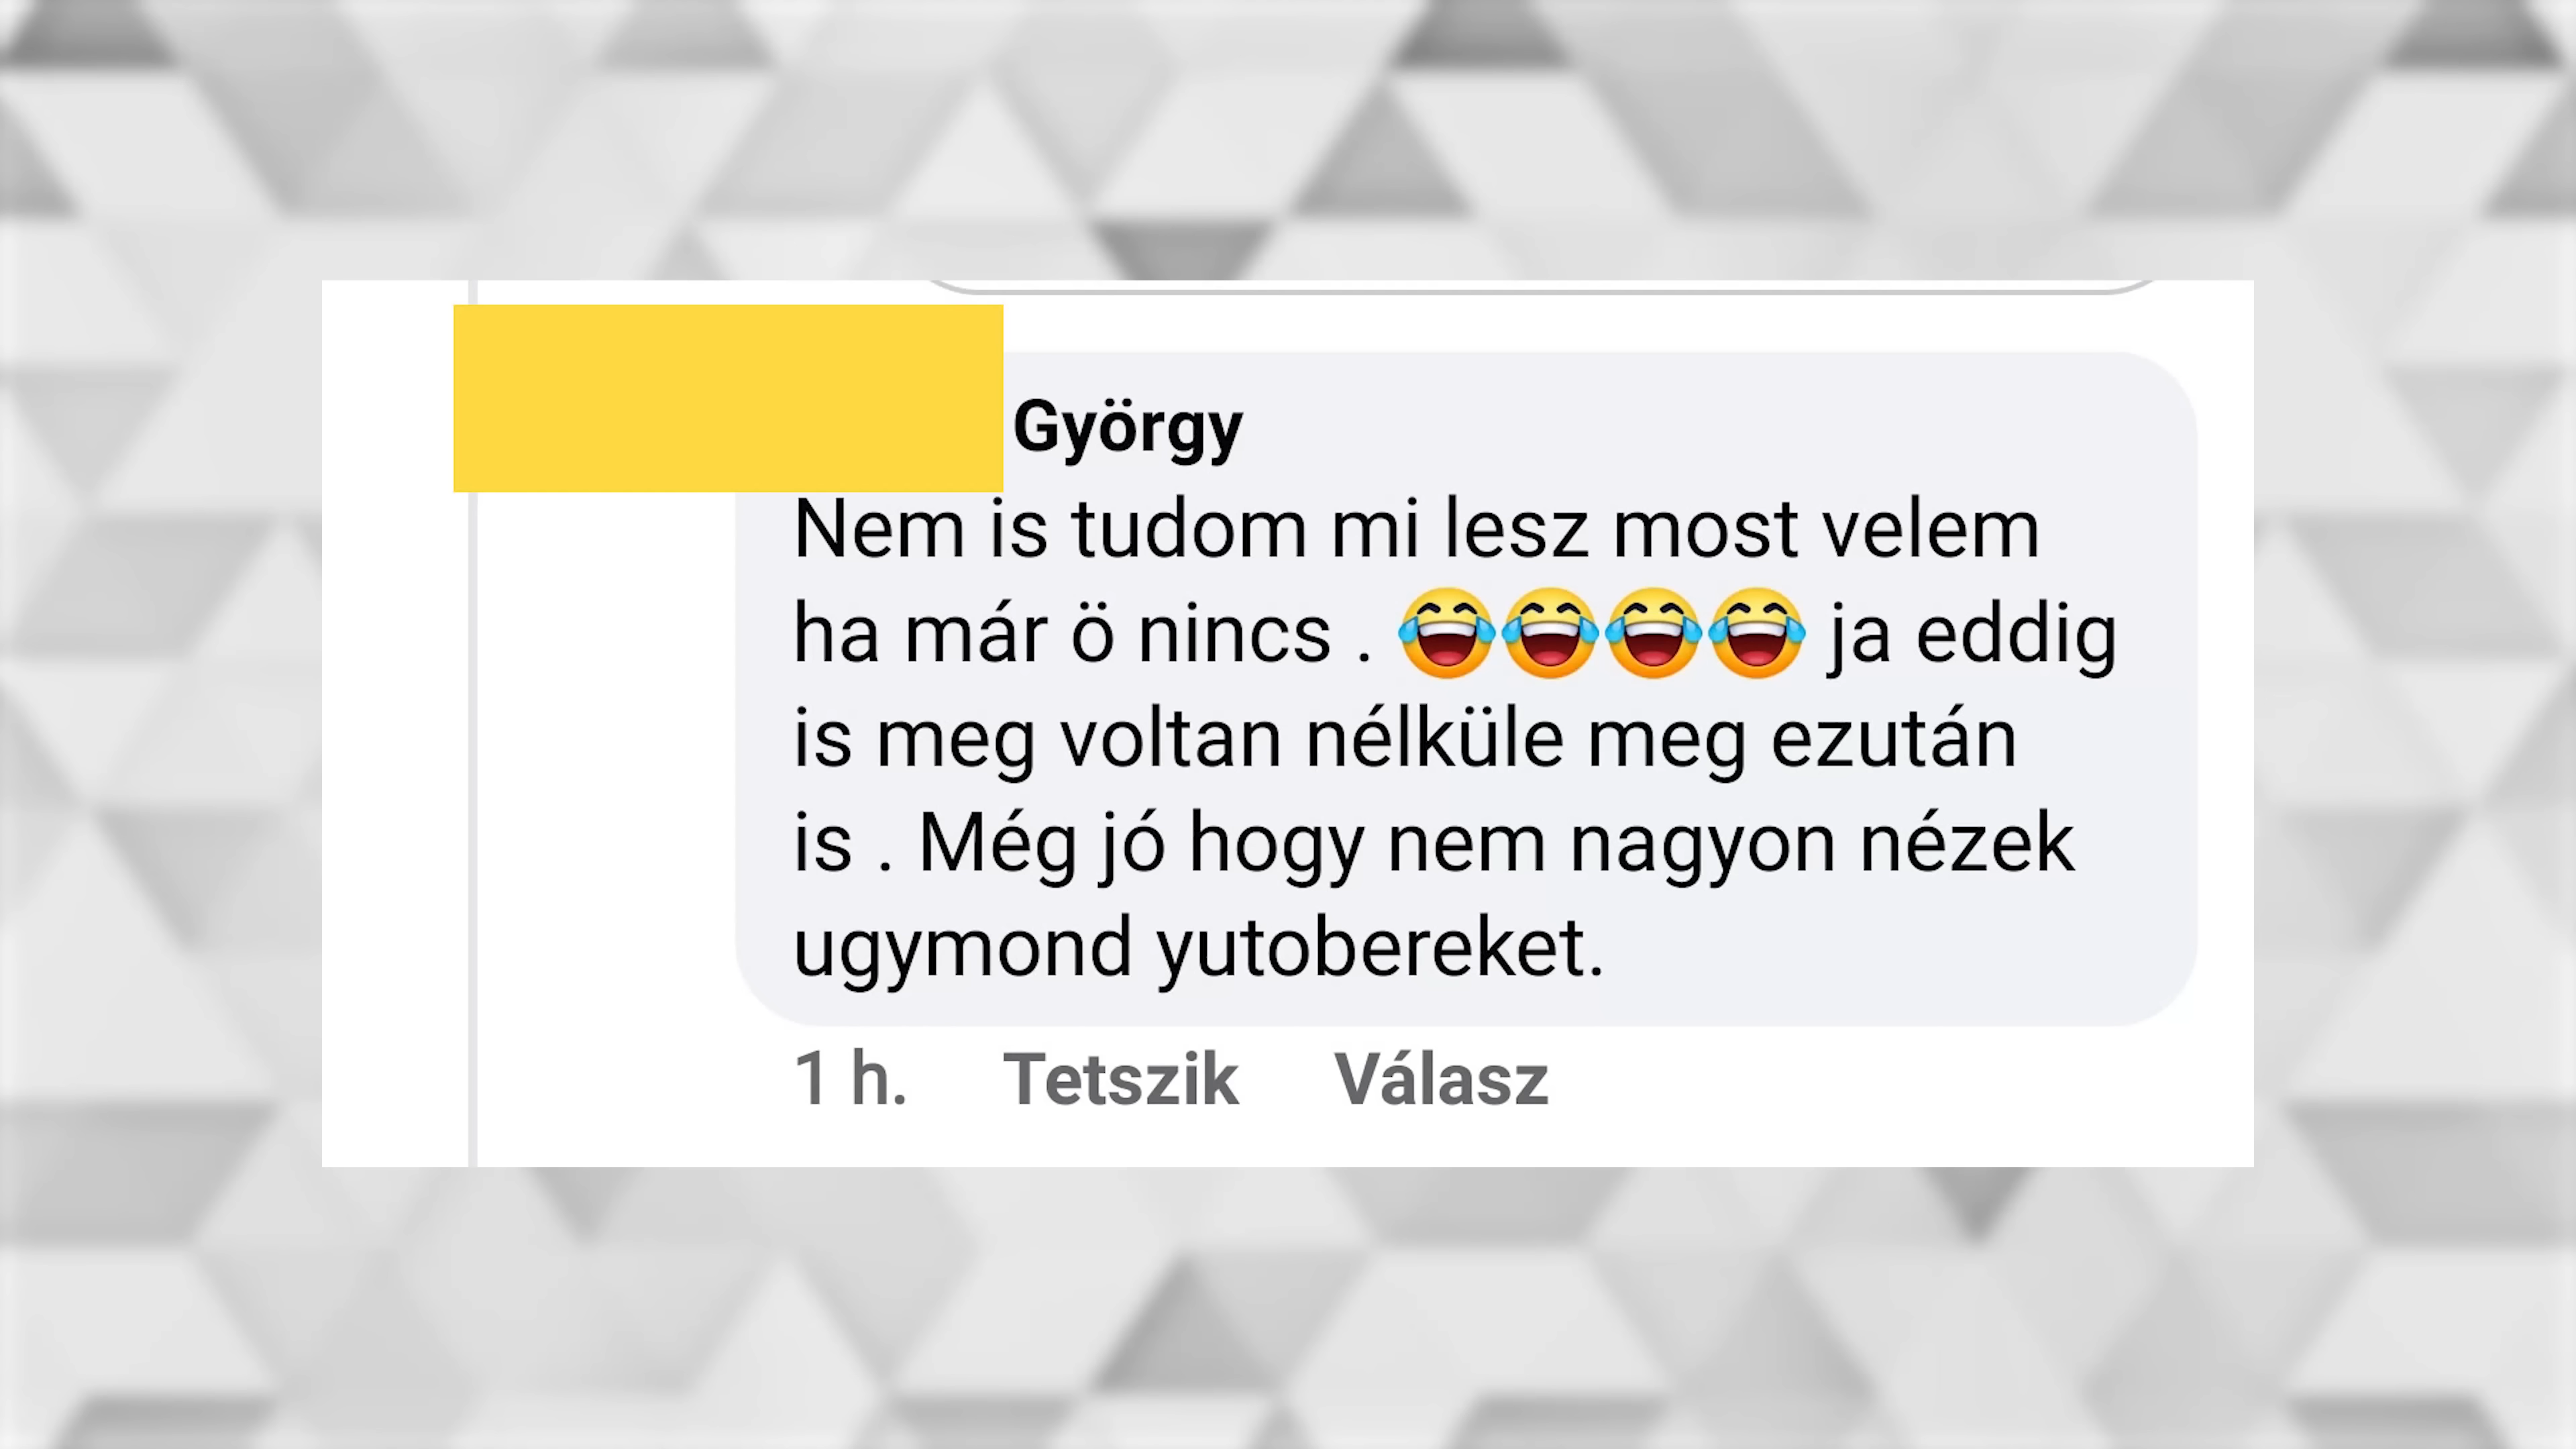 György
Nem is tudom mi lesz most velem
ha már ö nincs . 😂😂😂😂 ja eddig
is meg voltan nélküle meg ezután
is . Még jó hogy nem nagyon nézek
ugymond yutobereket.
1 h. Tetszik Válasz